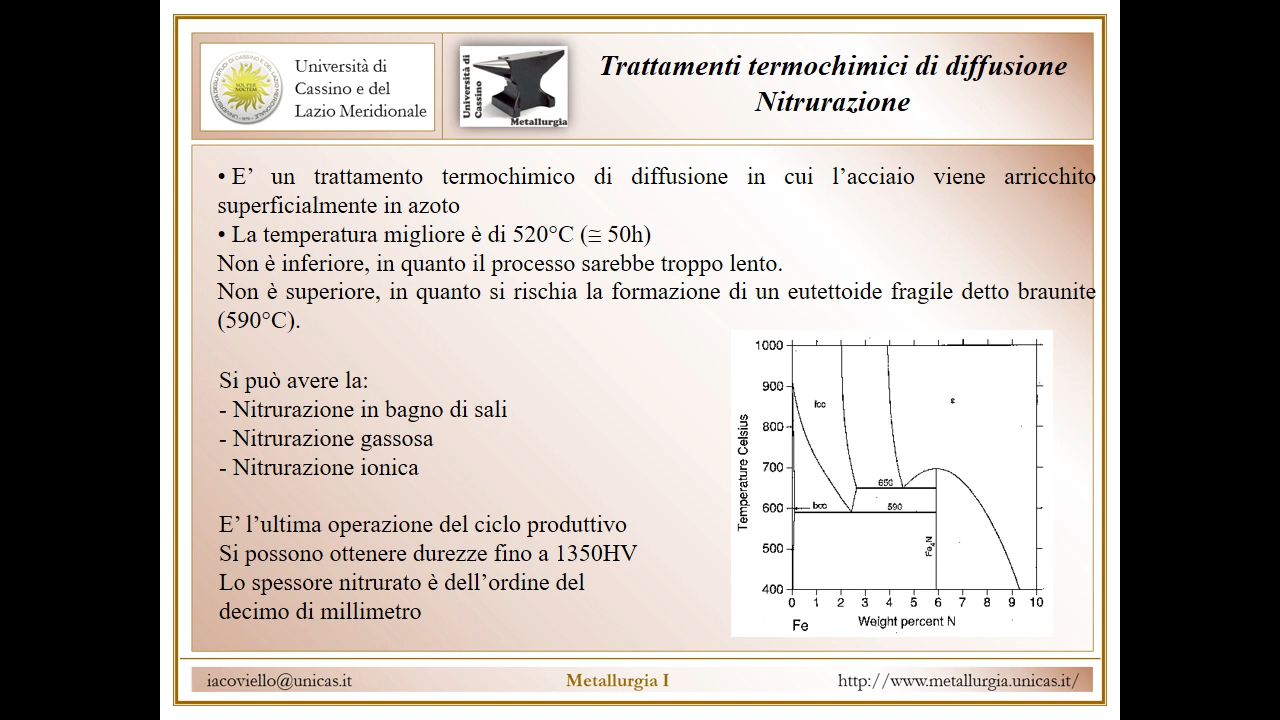 Università di
Cassino e del
Lazio Meridionale
Università di
Cassino
Metallurgia
Trattamenti termochimici di diffusione
Nitrurazione
• E’ un trattamento termochimico di diffusione in cui l’acciaio viene arricchito
superficialmente in azoto
• La temperatura migliore è di 520°C (≅ 50h)
Non è inferiore, in quanto il processo sarebbe troppo lento.
Non è superiore, in quanto si rischia la formazione di un eutettoide fragile detto braunite
(590°C).
Si può avere la:
- Nitrurazione in bagno di sali
- Nitrurazione gassosa
- Nitrurazione ionica
E’ l’ultima operazione del ciclo produttivo
Si possono ottenere durezze fino a 1350HV
Lo spessore nitrurato è dell’ordine del
decimo di millimetro
Temperature Celsius
1000
900
800
700
600
500
400
fcc
ε
650
bcc
590
Fe₄N
0 1 2 3 4 5 6 7 8 9 10
Fe
Weight percent N
iacoviello@unicas.it
Metallurgia I
http://www.metallurgia.unicas.it/